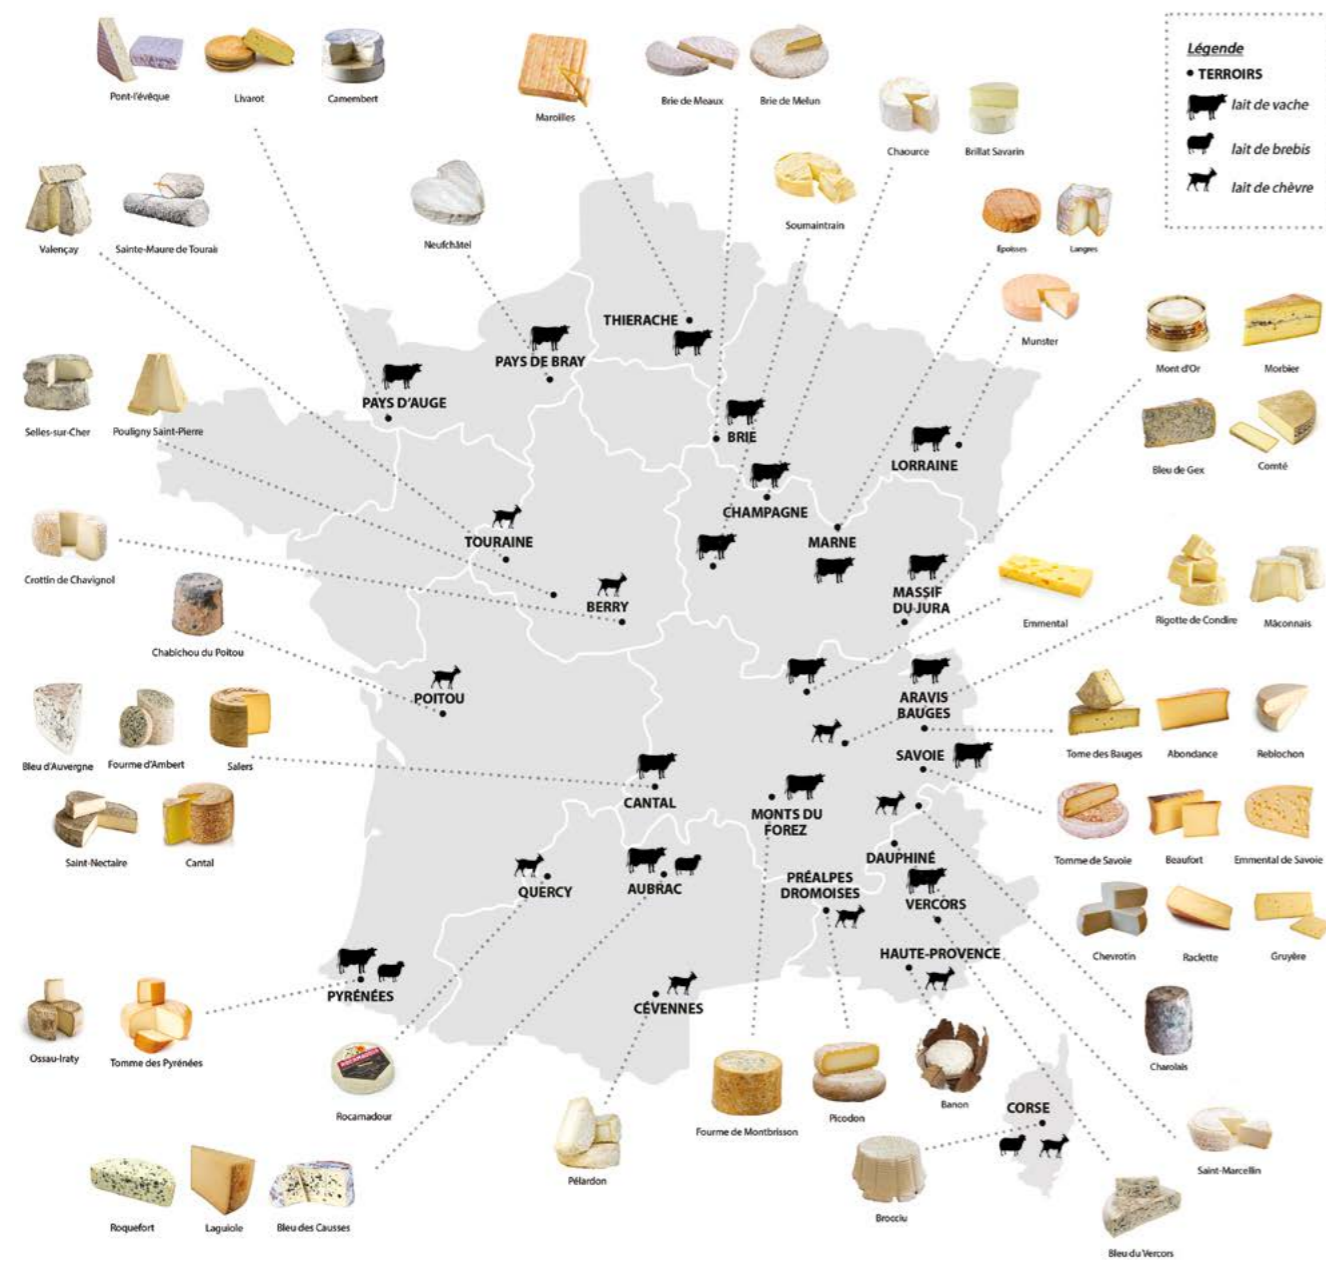 Légende
TERROIRS
lait de vache
lait de brebis
lait de chèvre
Pont-l'évêque
Livarot
Camembert
Maroilles
Brie de Meaux
Brie de Melun
Chaource
Brillat Savarin
Valençay
Sainte-Maure de Tourai
Neufchâtel
Soumaintrain
Epoisses
Langres
Munster
Mont d'Or
Morbier
Selles-sur-Cher
Pouligny Saint-Pierre
Bleu de Gex
Comté
Crottin de Chavignol
Chabichou du Poitou
Emmental
Rigotte de Condire
Mâconnais
Bleu d'Auvergne
Fourme d'Ambert
Salers
Tome des Bauges
Abondance
Reblochon
Saint-Nectaire
Cantal
Tomme de Savoie
Beaufort
Emmental de Savoie
Chevrotin
Raclette
Gruyère
Ossau-Iraty
Tomme des Pyrénées
Charolais
Rocamadour
ROCAMADOUR
Fourme de Montbrisson
Picodon
Banon
Pélardon
Saint-Marcellin
Roquefort
Laguiole
Bleu des Causses
Brocciu
Bleu du Vercors
THIERACHE
PAYS DE BRAY
PAYS D'AUGE
BRIE
LORRAINE
CHAMPAGNE
TOURAINE
MARNE
BERRY
MASSIF
DU JURA
POITOU
ARAVIS
BAUGES
SAVOIE
CANTAL
MONTS DU
FOREZ
DAUPHINÉ
QUERCY
AUBRAC
PRÉALPES
DROMOISES
VERCORS
HAUTE-PROVENCE
PYRÉNÉES
CÉVENNES
CORSE